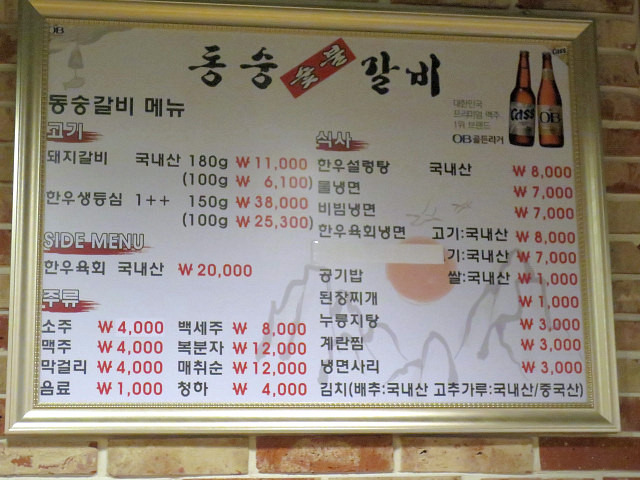 OB
동숭 숯불 갈비
동숭갈비 메뉴
대한민국
프리미엄 맥주
1위 브랜드
OB골든라거
Cass
OB
고기
돼지갈비 국내산 180g ₩11,000
(100g ₩ 6,100)
한우생등심 1++ 150g ₩38,000
(100g ₩25,300)
SIDE MENU
한우육회 국내산 ₩20,000
주류
소주 ₩4,000 백세주 ₩ 8,000
맥주 ₩4,000 복분자 ₩12,000
막걸리 ₩4,000 매취순 ₩12,000
음료 ₩1,000 청하 ₩ 4,000
식사
한우설렁탕 국내산 ₩8,000
물냉면 ₩7,000
비빔냉면 ₩7,000
한우육회냉면 고기:국내산 ₩8,000
기:국내산 ₩7,000
공기밥 쌀:국내산 ₩1,000
된장찌개 ₩1,000
누룽지탕 ₩3,000
계란찜 ₩3,000
냉면사리 ₩3,000
김치(배추:국내산 고추가루:국내산/중국산)